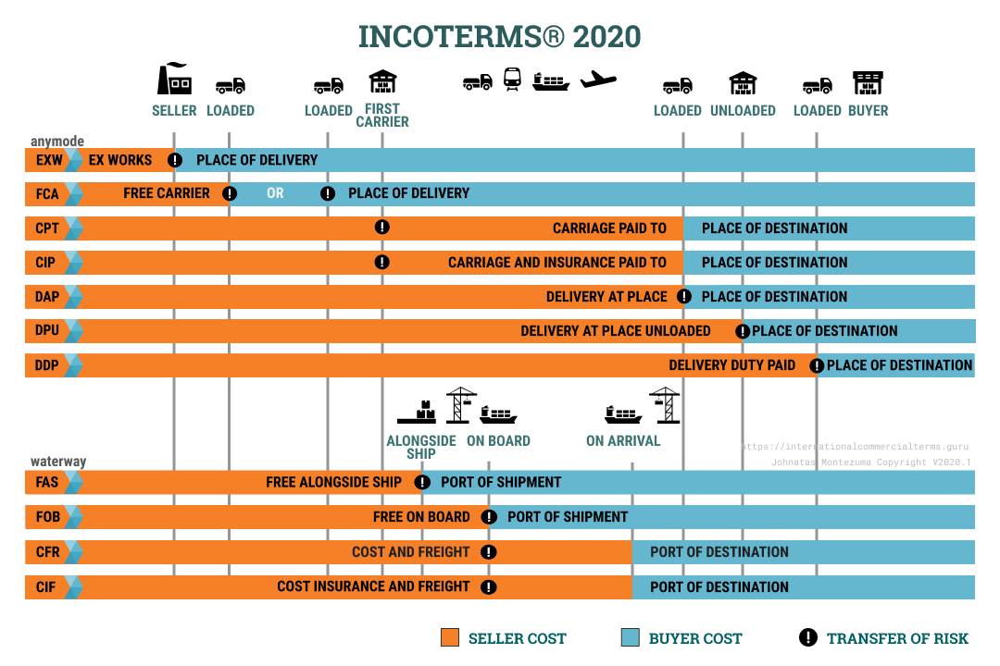 INCOTERMS® 2020
SELLER LOADED LOADED FIRST CARRIER LOADED UNLOADED LOADED BUYER
anymode
EXW EX WORKS ! PLACE OF DELIVERY
FCA FREE CARRIER ! OR ! PLACE OF DELIVERY
CPT ! CARRIAGE PAID TO PLACE OF DESTINATION
CIP ! CARRIAGE AND INSURANCE PAID TO PLACE OF DESTINATION
DAP DELIVERY AT PLACE ! PLACE OF DESTINATION
DPU DELIVERY AT PLACE UNLOADED ! PLACE OF DESTINATION
DDP DELIVERY DUTY PAID ! PLACE OF DESTINATION
ALONGSIDE SHIP ON BOARD ON ARRIVAL
https://internationalcommercialterms.guru
Johnatas Montezuma Copyright V2020.1
waterway
FAS FREE ALONGSIDE SHIP ! PORT OF SHIPMENT
FOB FREE ON BOARD ! PORT OF SHIPMENT
CFR COST AND FREIGHT ! PORT OF DESTINATION
CIF COST INSURANCE AND FREIGHT ! PORT OF DESTINATION
SELLER COST BUYER COST ! TRANSFER OF RISK